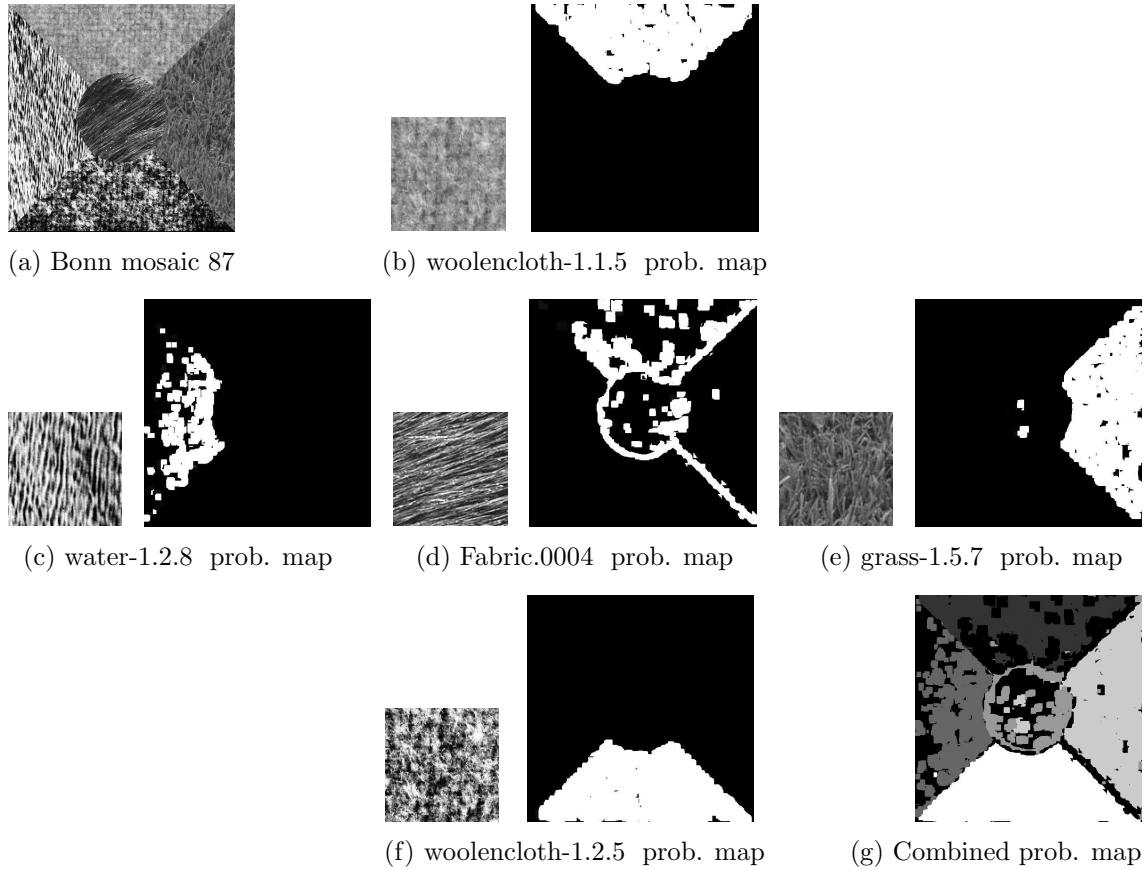 (a) Bonn mosaic 87
(b) woolencloth-1.1.5 prob. map
(c) water-1.2.8 prob. map
(d) Fabric.0004 prob. map
(e) grass-1.5.7 prob. map
(f) woolencloth-1.2.5 prob. map
(g) Combined prob. map